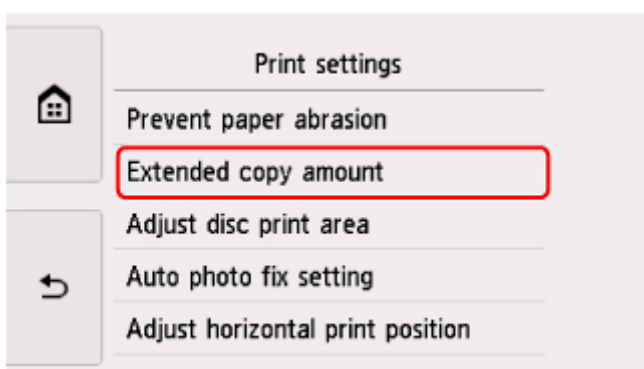 Print settings
Prevent paper abrasion
Extended copy amount
Adjust disc print area
Auto photo fix setting
Adjust horizontal print position